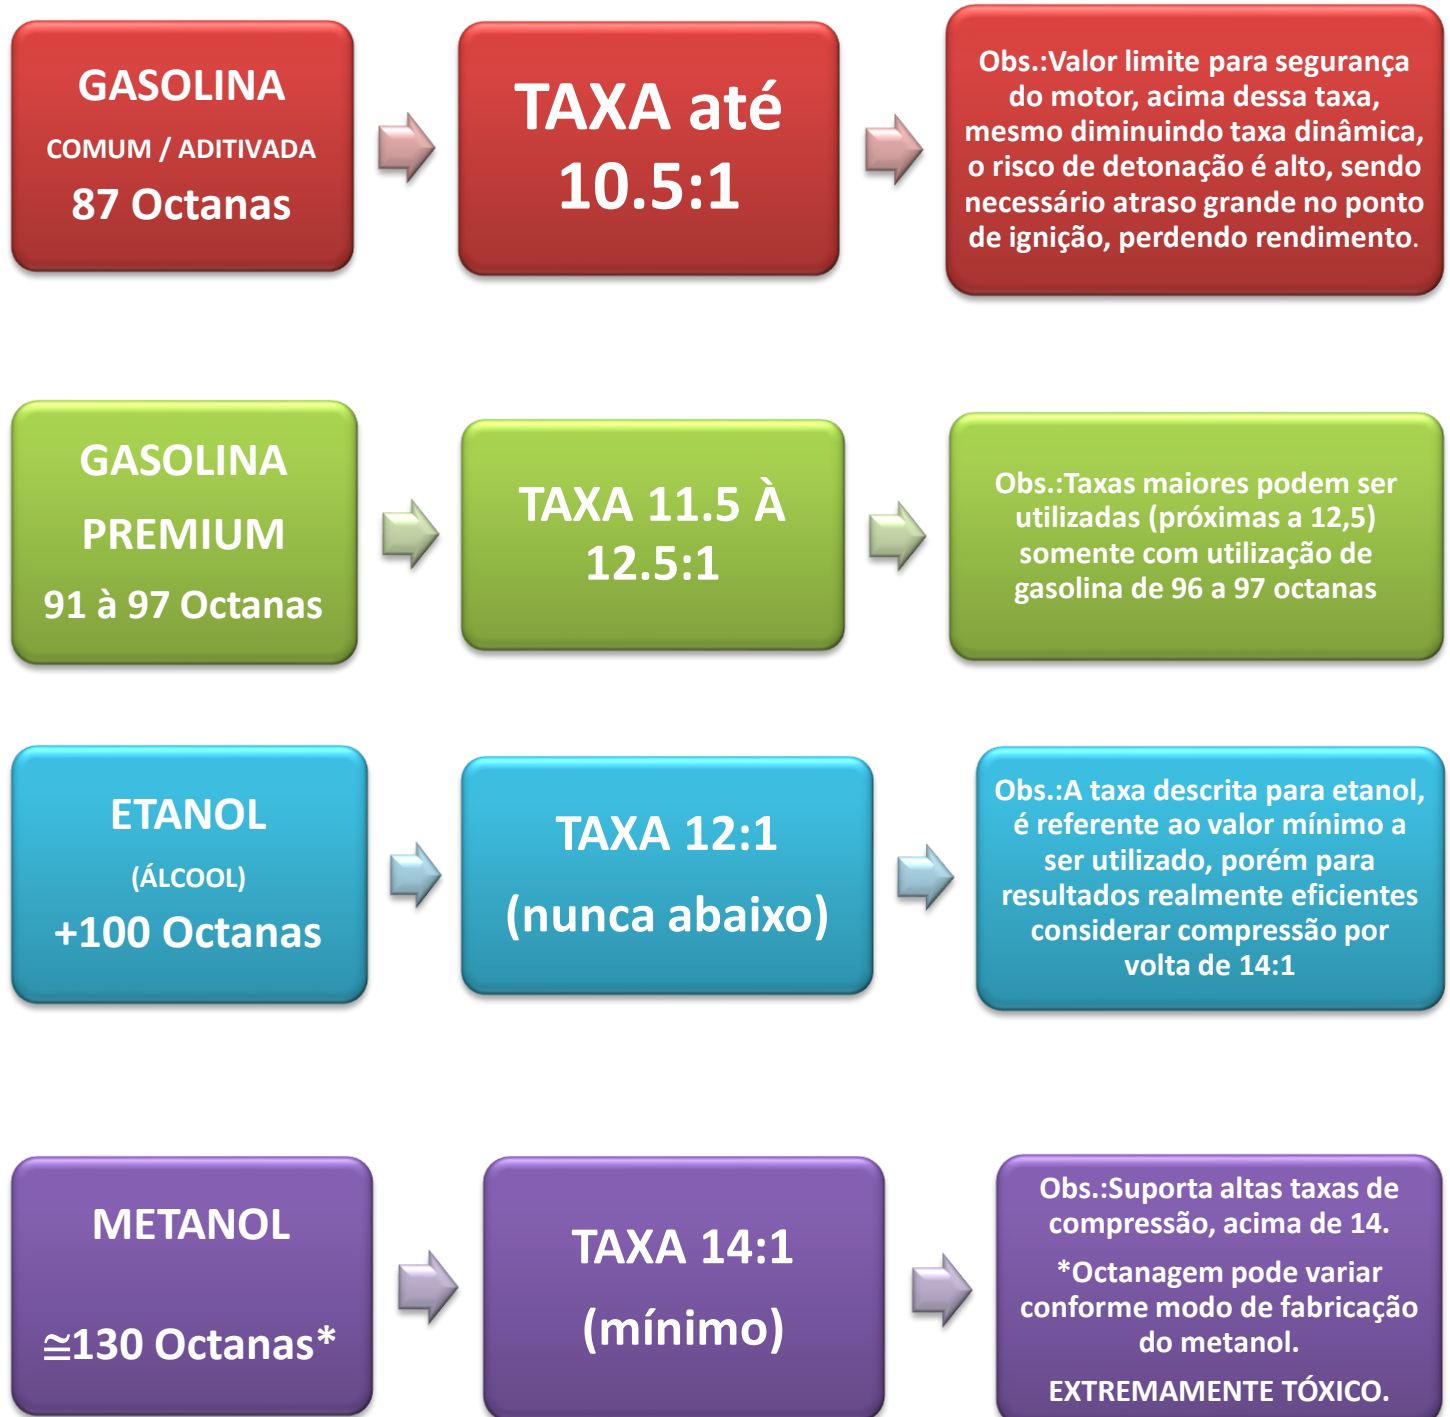 GASOLINA
COMUM / ADITIVADA
87 Octanas
TAXA até
10.5:1
Obs.:Valor limite para segurança
do motor, acima dessa taxa,
mesmo diminuindo taxa dinâmica,
o risco de detonação é alto, sendo
necessário atraso grande no ponto
de ignição, perdendo rendimento.
GASOLINA
PREMIUM
91 à 97 Octanas
TAXA 11.5 À
12.5:1
Obs.:Taxas maiores podem ser
utilizadas (próximas a 12,5)
somente com utilização de
gasolina de 96 a 97 octanas
ETANOL
(ÁLCOOL)
+100 Octanas
TAXA 12:1
(nunca abaixo)
Obs.:A taxa descrita para etanol,
é referente ao valor mínimo a
ser utilizado, porém para
resultados realmente eficientes
considerar compressão por
volta de 14:1
METANOL
≅130 Octanas*
TAXA 14:1
(mínimo)
Obs.:Suporta altas taxas de
compressão, acima de 14.
*Octanagem pode variar
conforme modo de fabricação
do metanol.
EXTREMAMENTE TÓXICO.